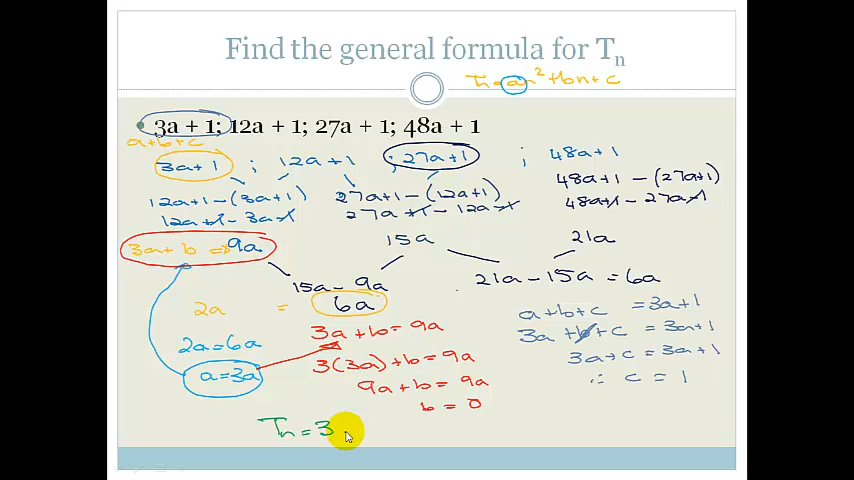 Find the general formula for Tn
Tn = an² + bn + c
• 3a + 1; 12a + 1; 27a + 1; 48a + 1
a+b+c
3a+1 ; 12a+1 ; 27a+1 ; 48a+1
12a+1-(3a+1) 27a+1-(12a+1) 48a+1-(27a+1)
12a+1-3a-1 27a+1-12a-1 48a+1-27a-1
3a+b = 9a 15a 21a
15a-9a 21a-15a = 6a
2a = 6a
2a=6a
a=3a
3a+b=9a
3(3a)+b=9a
9a+b=9a
b=0
a+b+c = 3a+1
3a+b+c = 3a+1
3a+c = 3a+1
∴ c = 1
Tn = 3